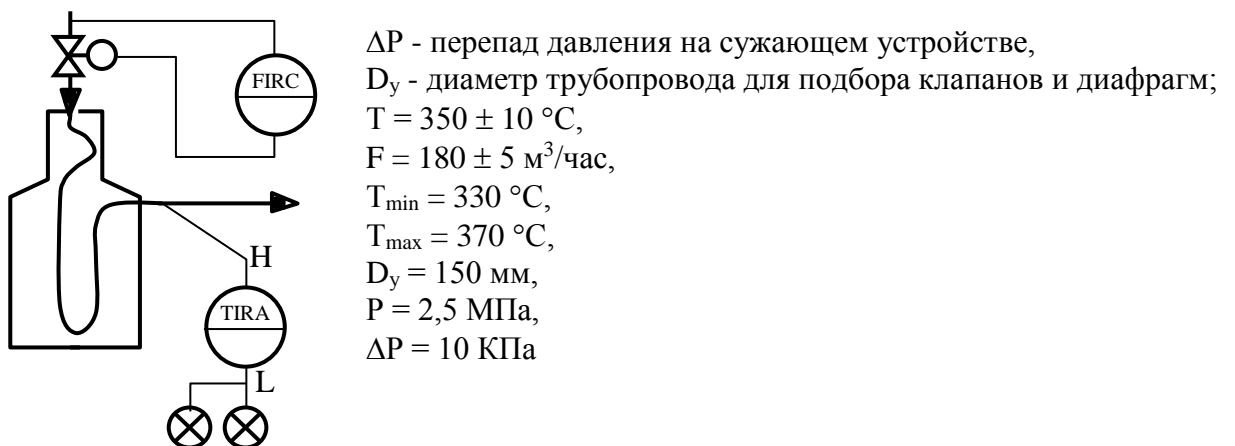 FIRC
H
TIRA
L
ΔP - перепад давления на сужающем устройстве,
Dу - диаметр трубопровода для подбора клапанов и диафрагм;
T = 350 ± 10 °C,
F = 180 ± 5 м³/час,
Tmin = 330 °C,
Tmax = 370 °C,
Dу = 150 мм,
P = 2,5 МПа,
ΔP = 10 КПа